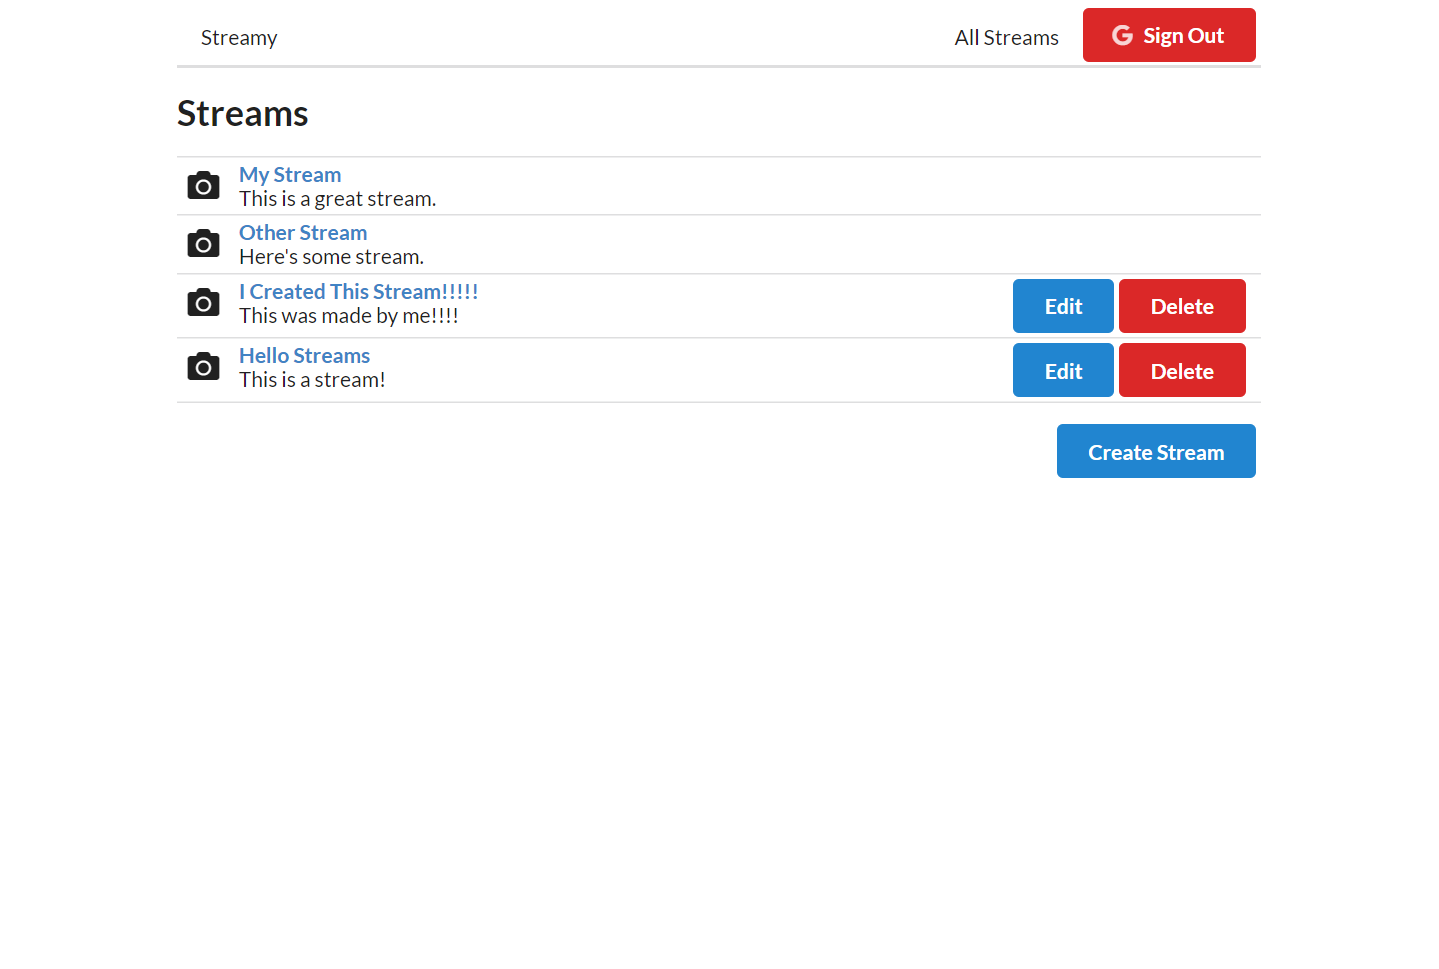 Streamy
All Streams
Sign Out
Streams
My Stream
This is a great stream.
Other Stream
Here's some stream.
I Created This Stream!!!!!
This was made by me!!!!
Edit
Delete
Hello Streams
This is a stream!
Edit
Delete
Create Stream